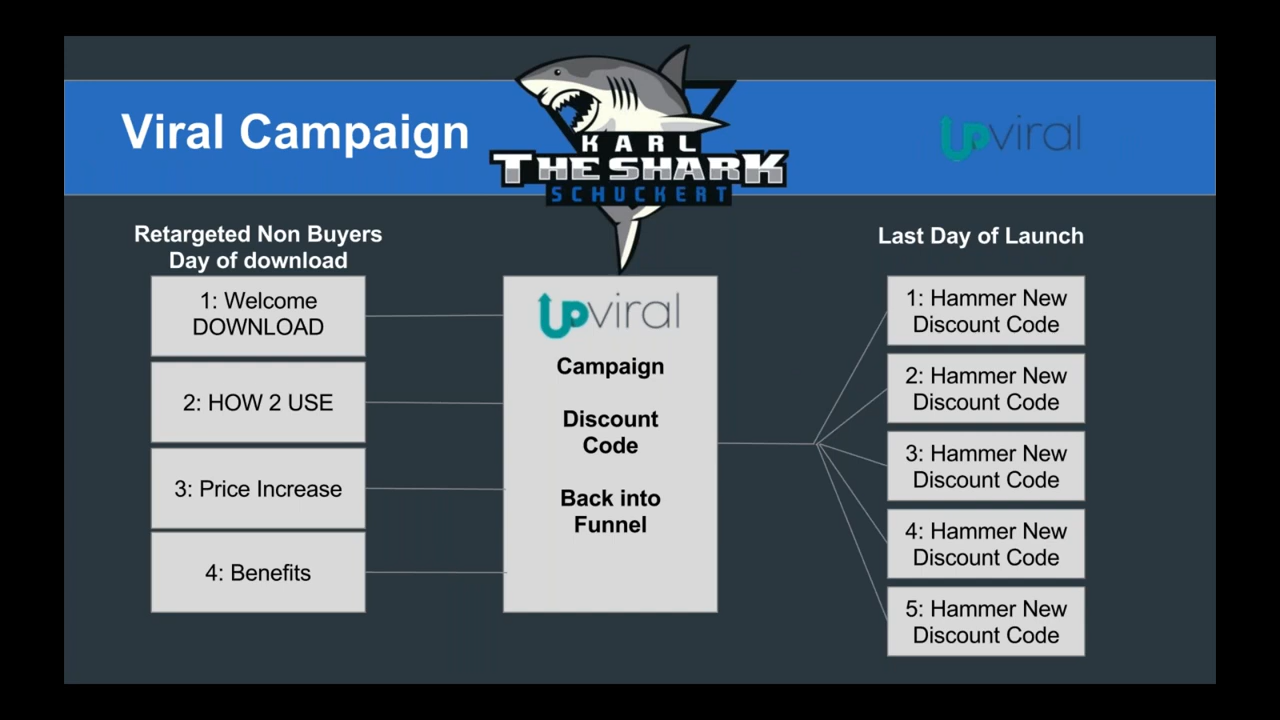 Viral Campaign
KARL
THE SHARK
SCHUCKERT
upviral
Retargeted Non Buyers
Day of download
1: Welcome
DOWNLOAD
2: HOW 2 USE
3: Price Increase
4: Benefits
upviral
Campaign
Discount
Code
Back into
Funnel
Last Day of Launch
1: Hammer New
Discount Code
2: Hammer New
Discount Code
3: Hammer New
Discount Code
4: Hammer New
Discount Code
5: Hammer New
Discount Code